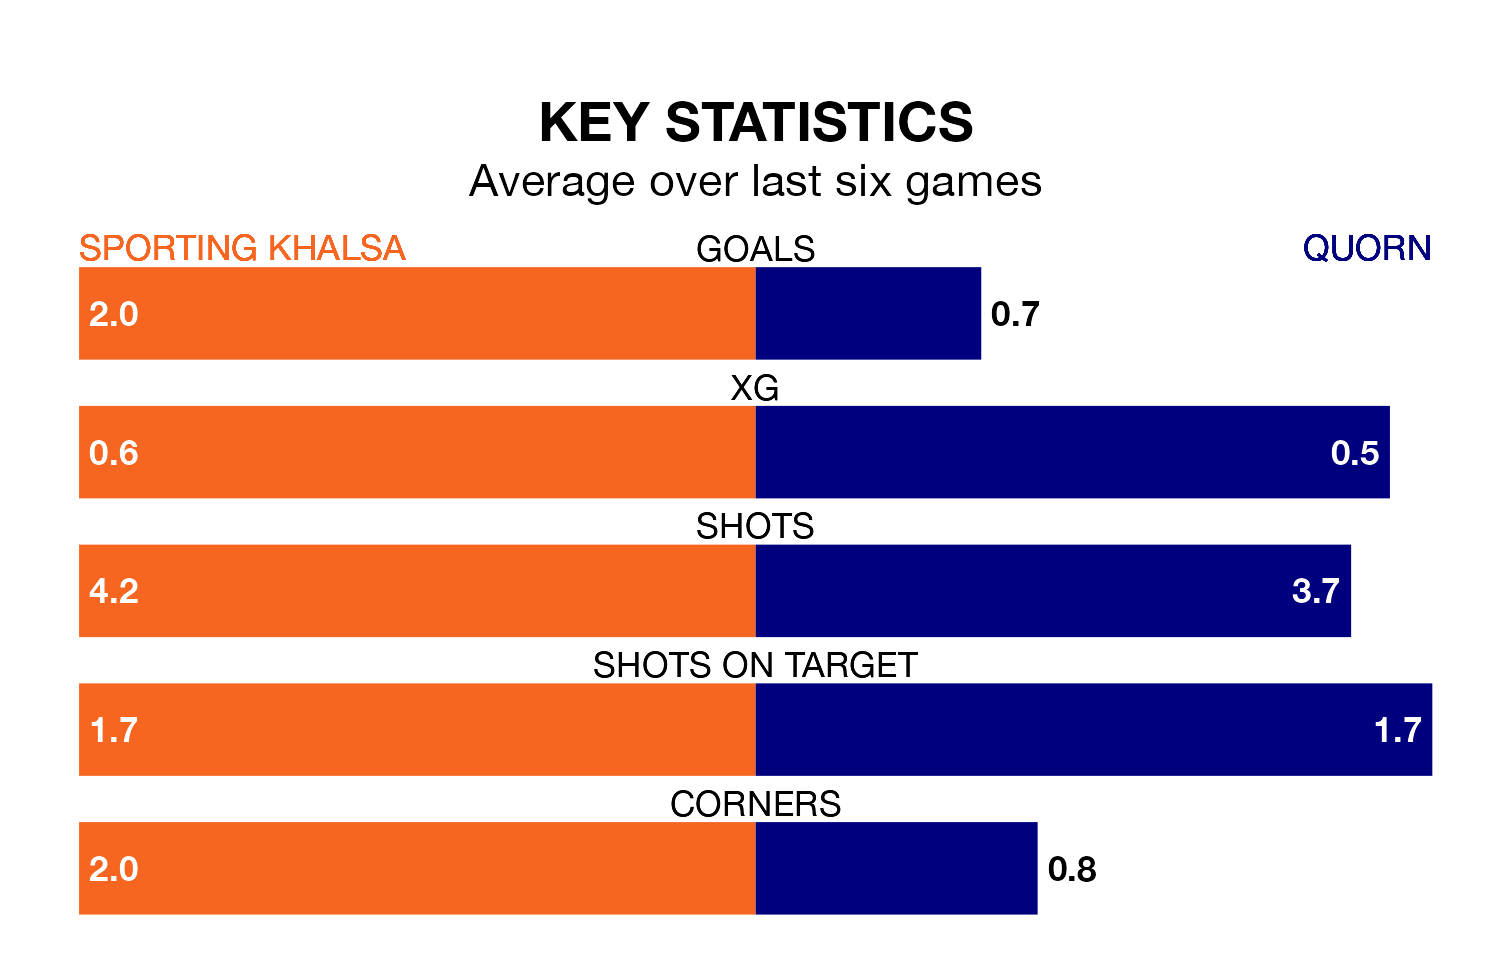 KEY STATISTICS
Average over last six games
SPORTING KHALSA GOALS QUORN
2.0 0.7
XG
0.6 0.5
SHOTS
4.2 3.7
SHOTS ON TARGET
1.7 1.7
CORNERS
2.0 0.8